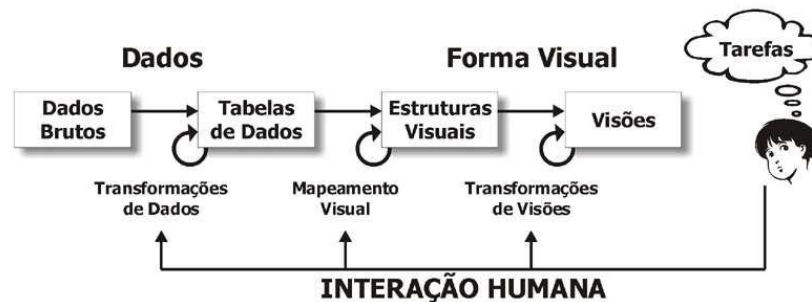 Tarefas
Dados
Forma Visual
Dados
Brutos
Tabelas
de Dados
Estruturas
Visuais
Visões
Transformações
de Dados
Mapeamento
Visual
Transformações
de Visões
INTERAÇÃO HUMANA